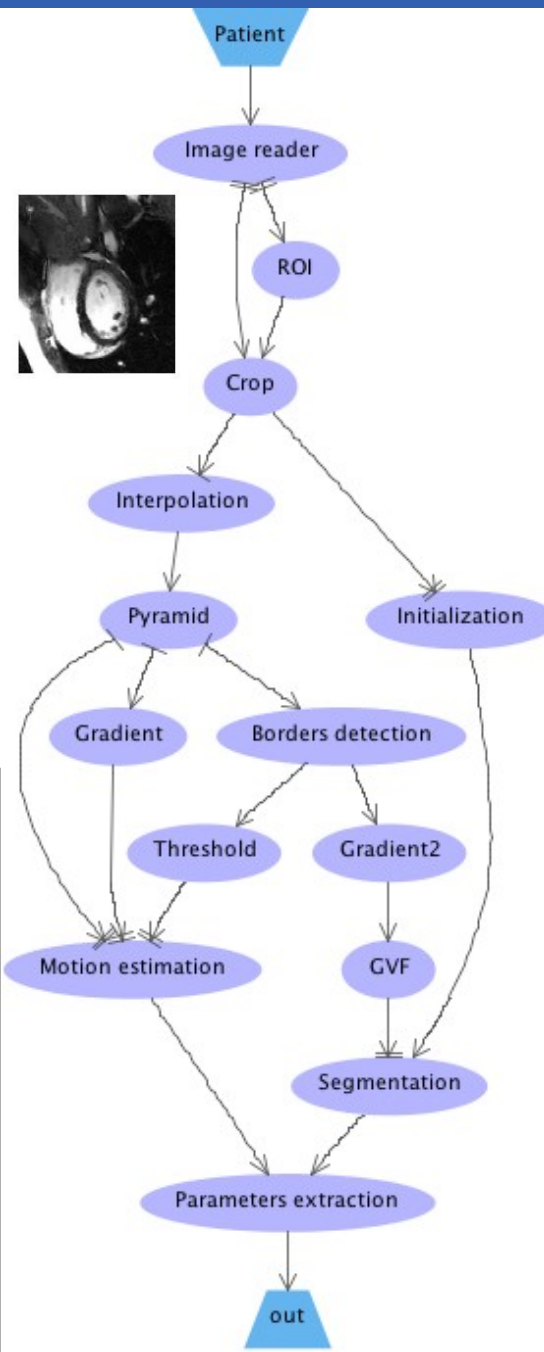 Patient
Image reader
ROI
Crop
Interpolation
Pyramid
Initialization
Gradient
Borders detection
Threshold
Gradient2
Motion estimation
GVF
Segmentation
Parameters extraction
out